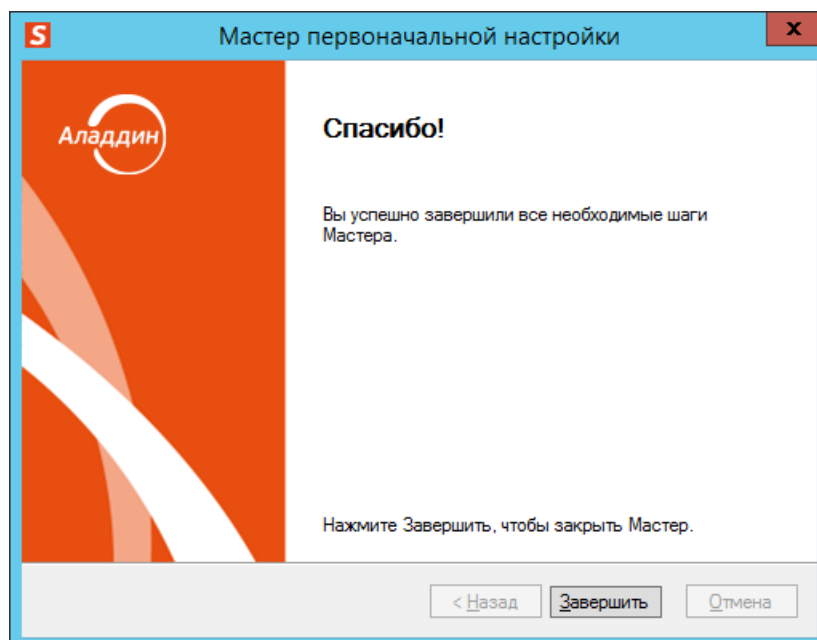 S
Мастер первоначальной настройки
x
Аладдин
Спасибо!
Вы успешно завершили все необходимые шаги
Мастера.
Нажмите Завершить, чтобы закрыть Мастер.
< Назад
Завершить
Отмена